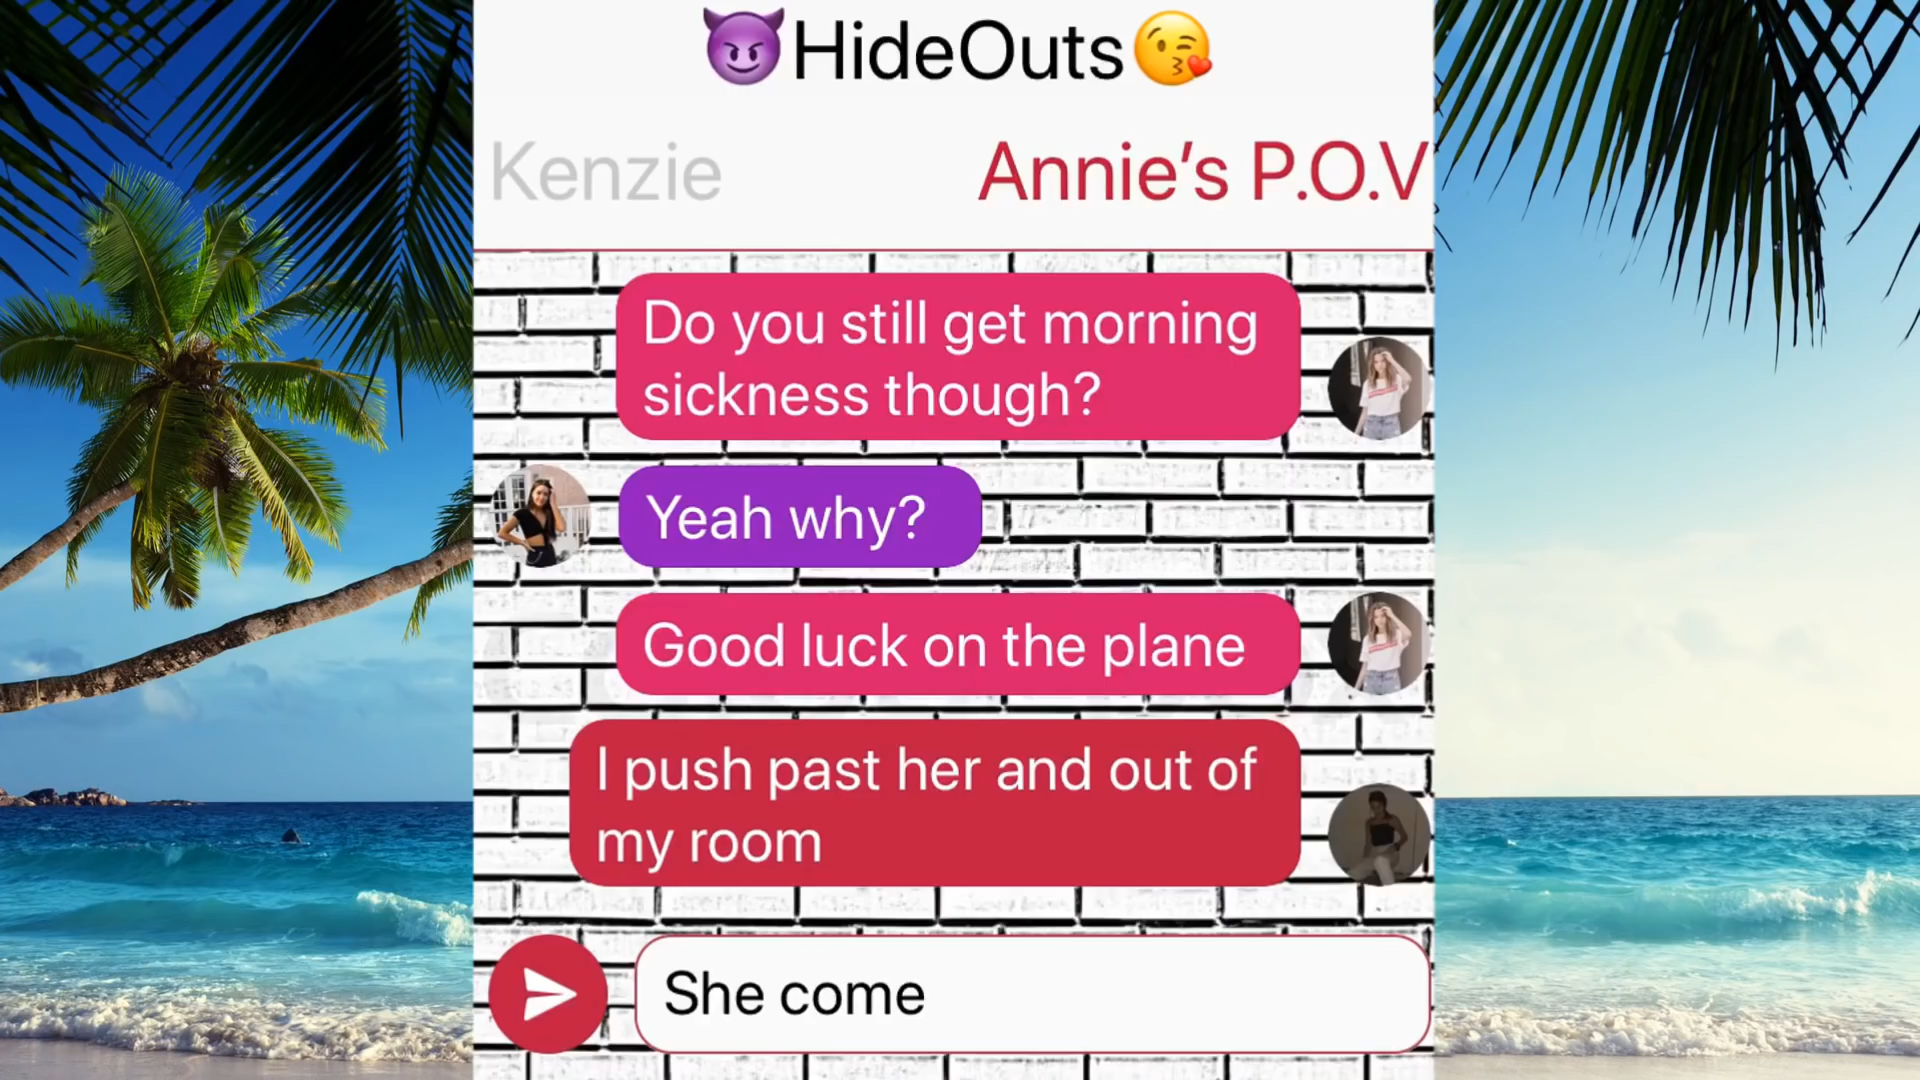 😈HideOuts😘
Kenzie Annie’s P.O.V
Do you still get morning
sickness though?
Yeah why?
Good luck on the plane
I push past her and out of
my room
She come